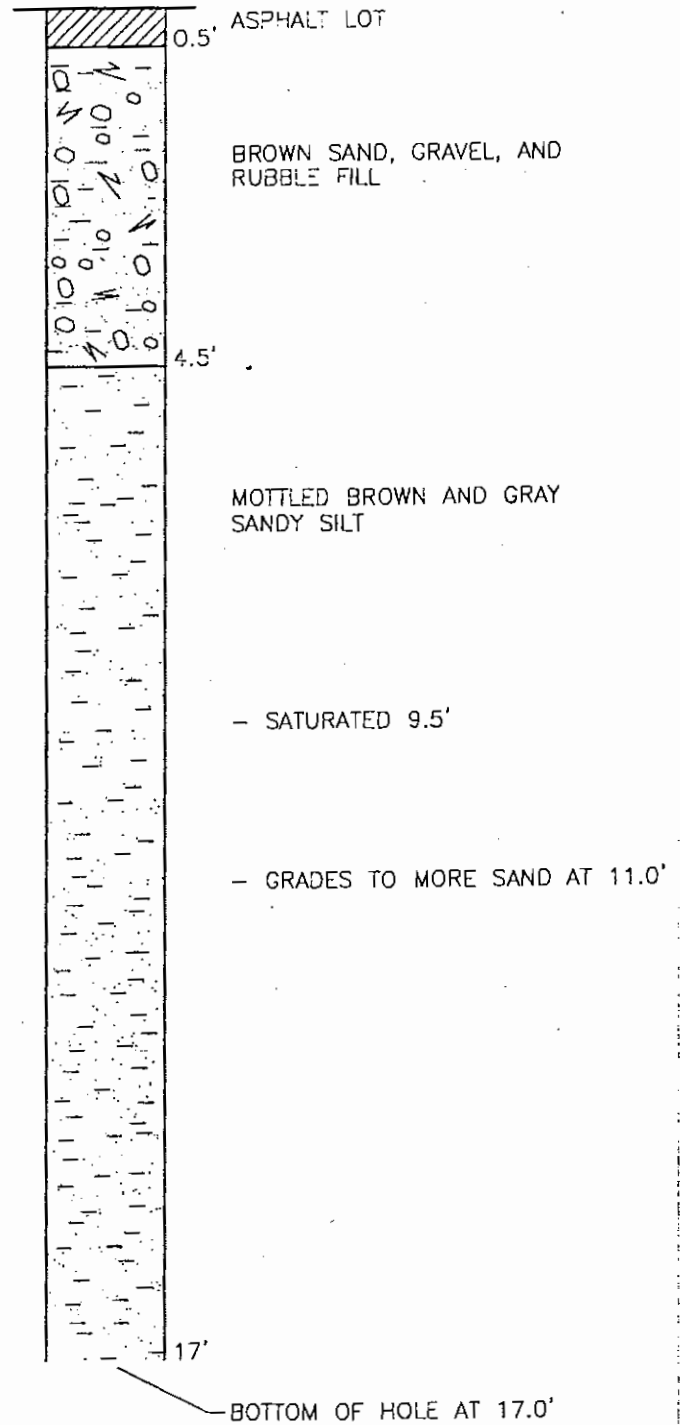 ASPHALT LOT
0.5'
BROWN SAND, GRAVEL, AND
RUBBLE FILL
4.5'
MOTTLED BROWN AND GRAY
SANDY SILT
— SATURATED 9.5'
— GRADES TO MORE SAND AT 11.0'
17'
BOTTOM OF HOLE AT 17.0'